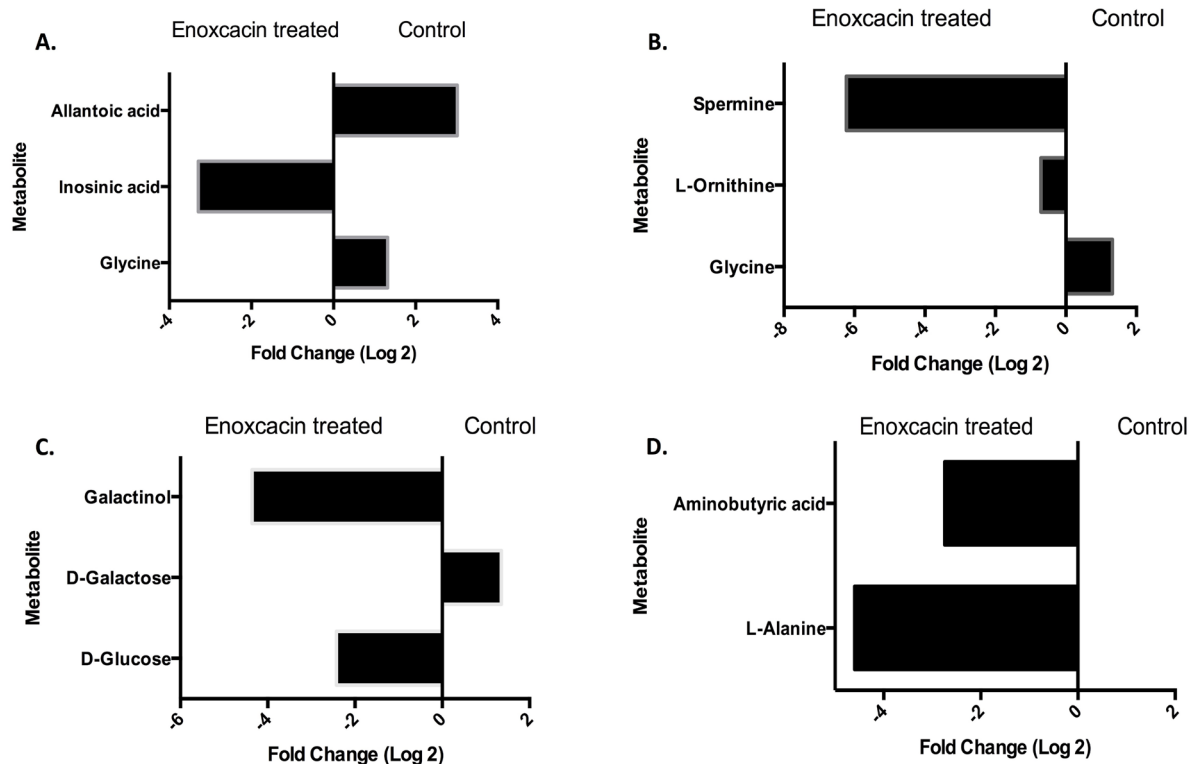 A.
Enoxcacin treated Control
Metabolite
Allantoic acid
Inosinic acid
Glycine
-4 -2 0 2 4
Fold Change (Log 2)
B.
Enoxcacin treated Control
Metabolite
Spermine
L-Ornithine
Glycine
-8 -6 -4 -2 0 2
Fold Change (Log 2)
C.
Enoxcacin treated Control
Metabolite
Galactinol
D-Galactose
D-Glucose
-6 -4 -2 0 2
Fold Change (Log 2)
D.
Enoxcacin treated Control
Metabolite
Aminobutyric acid
L-Alanine
-4 -2 0 2
Fold Change (Log 2)